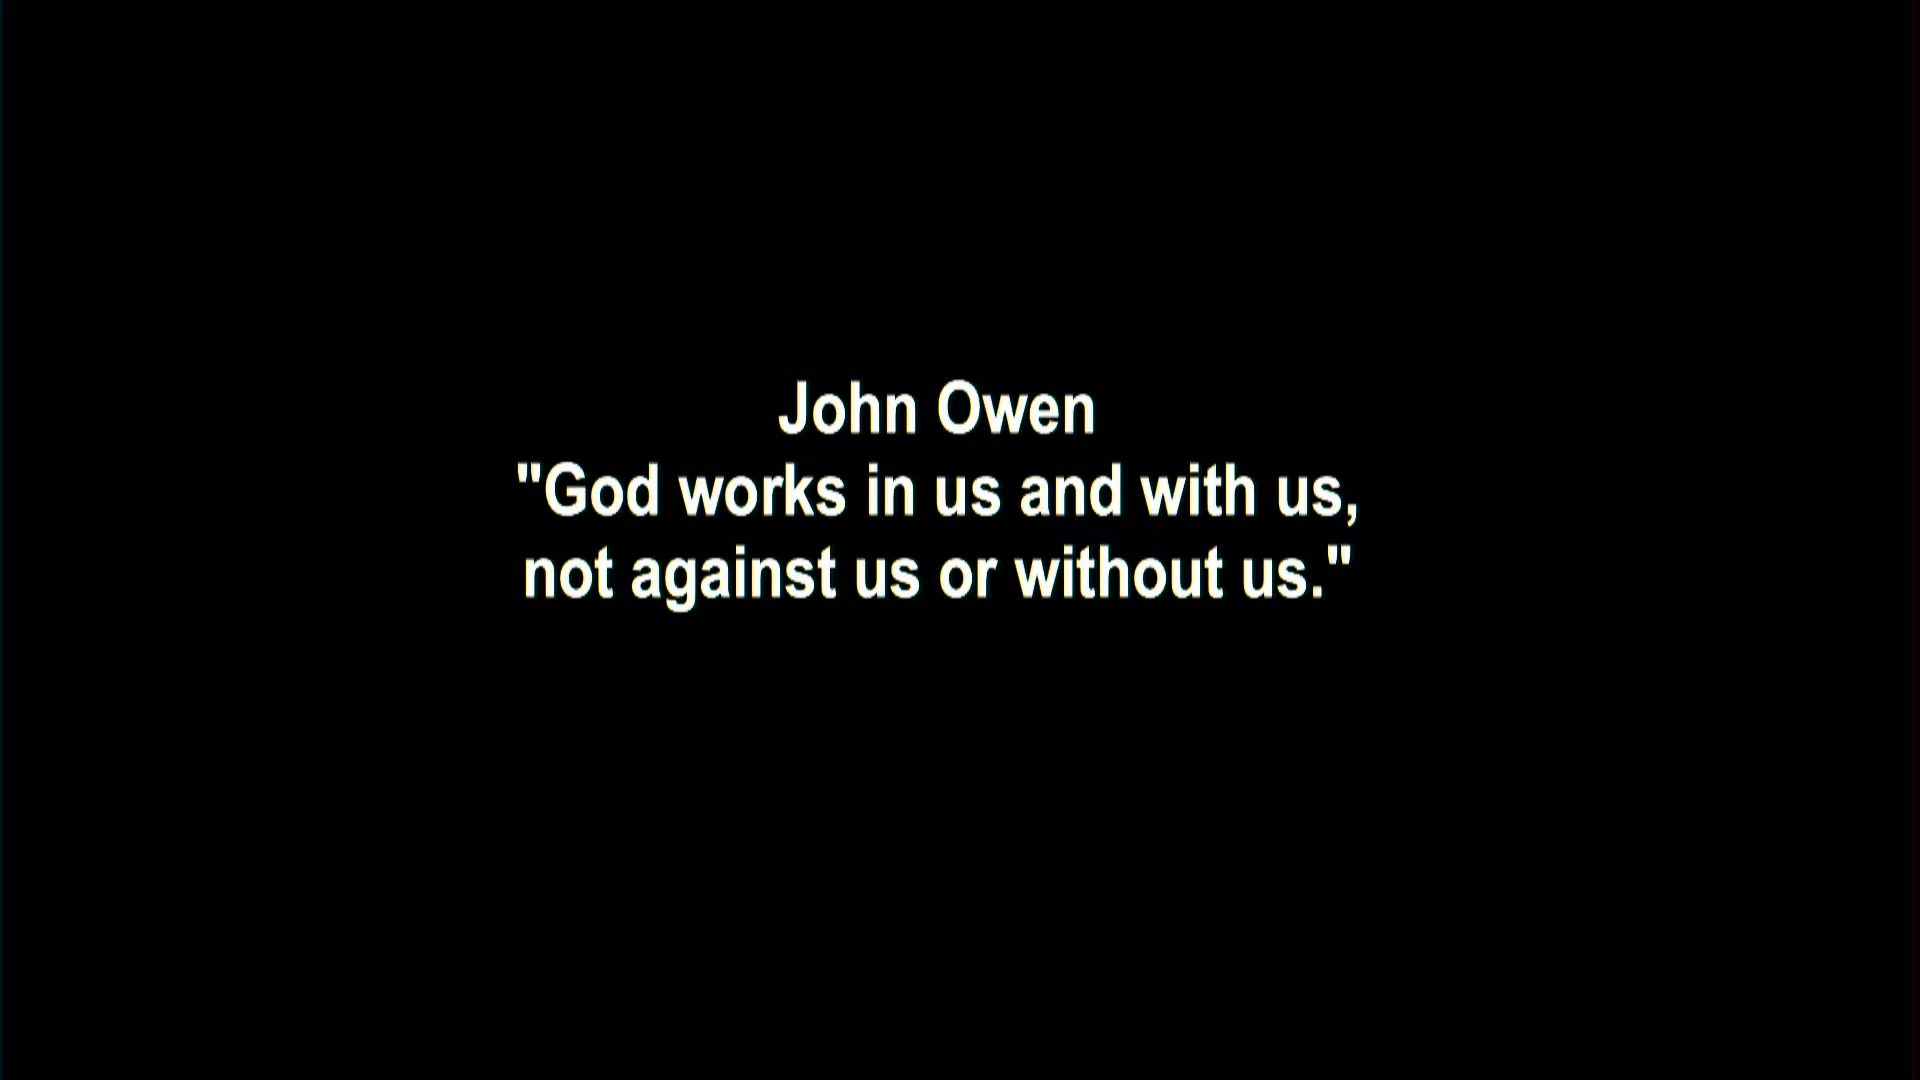 John Owen
"God works in us and with us,
not against us or without us."